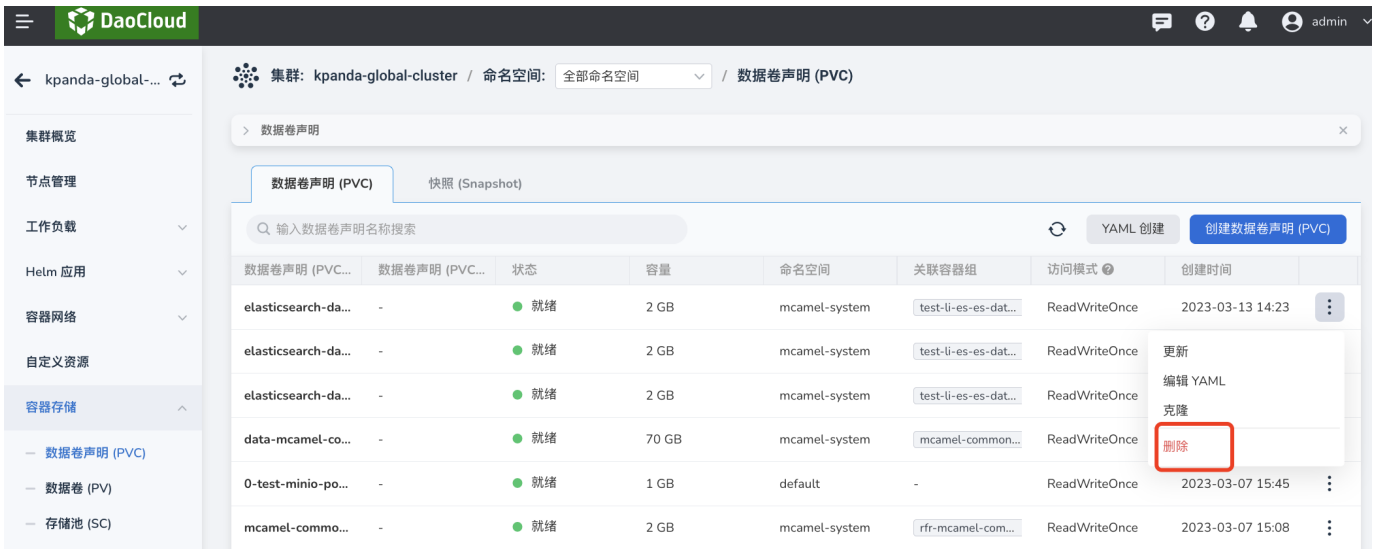 DaoCloud admin
kpanda-global-...
集群: kpanda-global-cluster / 命名空间: 全部命名空间 / 数据卷声明 (PVC)
集群概览
节点管理
工作负载
Helm 应用
容器网络
自定义资源
容器存储
数据卷声明 (PVC)
数据卷 (PV)
存储池 (SC)
数据卷声明
数据卷声明 (PVC) 快照 (Snapshot)
输入数据卷声明名称搜索 YAML 创建 创建数据卷声明 (PVC)
数据卷声明 (PVC... 数据卷声明 (PVC... 状态 容量 命名空间 关联容器组 访问模式 创建时间
elasticsearch-da... - 就绪 2 GB mcamel-system test-li-es-es-dat... ReadWriteOnce 2023-03-13 14:23
elasticsearch-da... - 就绪 2 GB mcamel-system test-li-es-es-dat... ReadWriteOnce
elasticsearch-da... - 就绪 2 GB mcamel-system test-li-es-es-dat... ReadWriteOnce
data-mcamel-co... - 就绪 70 GB mcamel-system mcamel-common... ReadWriteOnce
0-test-minio-po... - 就绪 1 GB default - ReadWriteOnce 2023-03-07 15:45
mcamel-commo... - 就绪 2 GB mcamel-system rfr-mcamel-com... ReadWriteOnce 2023-03-07 15:08
更新
编辑 YAML
克隆
删除